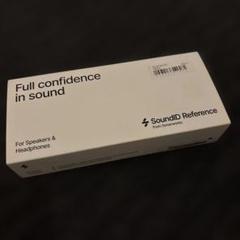 Full confidence
in sound
For Speakers &
Headphones
SoundID Reference
from Sonarworks